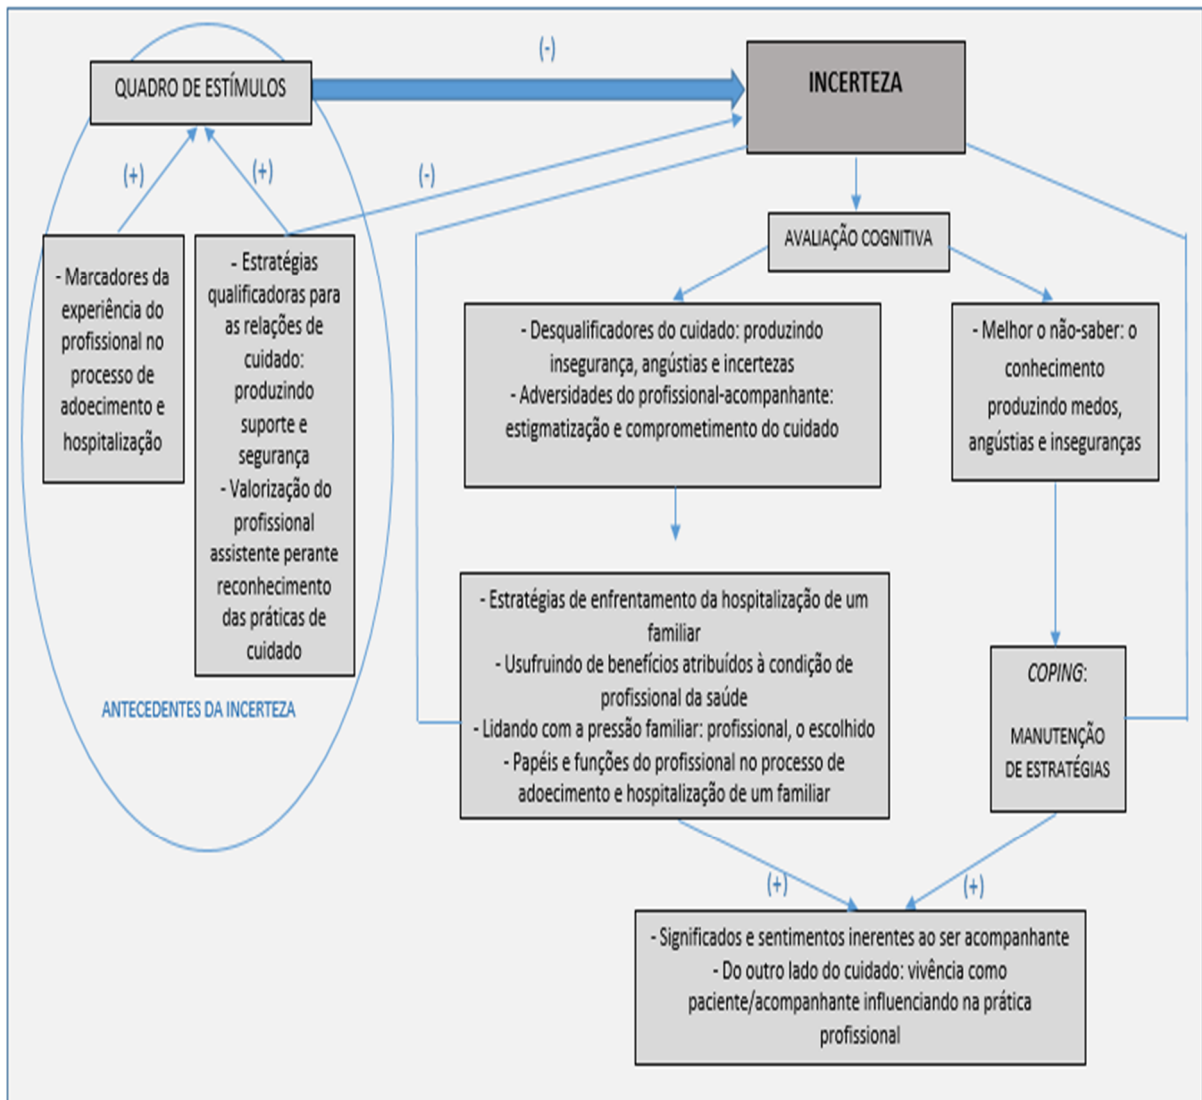 QUADRO DE ESTÍMULOS
(-)
INCERTEZA
(+)
(+)
(-)
- Marcadores da
experiência do
profissional no
processo de
adoecimento e
hospitalização
- Estratégias
qualificadoras para
as relações de
cuidado:
produzindo
suporte e
segurança
- Valorização do
profissional
assistente perante
reconhecimento
das práticas de
cuidado
ANTECEDENTES DA INCERTEZA
AVALIAÇÃO COGNITIVA
- Desqualificadores do cuidado: produzindo
insegurança, angústias e incertezas
- Adversidades do profissional-acompanhante:
estigmatização e comprometimento do cuidado
- Melhor o não-saber: o
conhecimento
produzindo medos,
angústias e inseguranças
- Estratégias de enfrentamento da hospitalização de um
familiar
- Usufruindo de benefícios atribuídos à condição de
profissional da saúde
- Lidando com a pressão familiar: profissional, o escolhido
- Papéis e funções do profissional no processo de
adoecimento e hospitalização de um familiar
COPING:
MANUTENÇÃO
DE ESTRATÉGIAS
(+)
(+)
- Significados e sentimentos inerentes ao ser acompanhante
- Do outro lado do cuidado: vivência como
paciente/acompanhante influenciando na prática
profissional